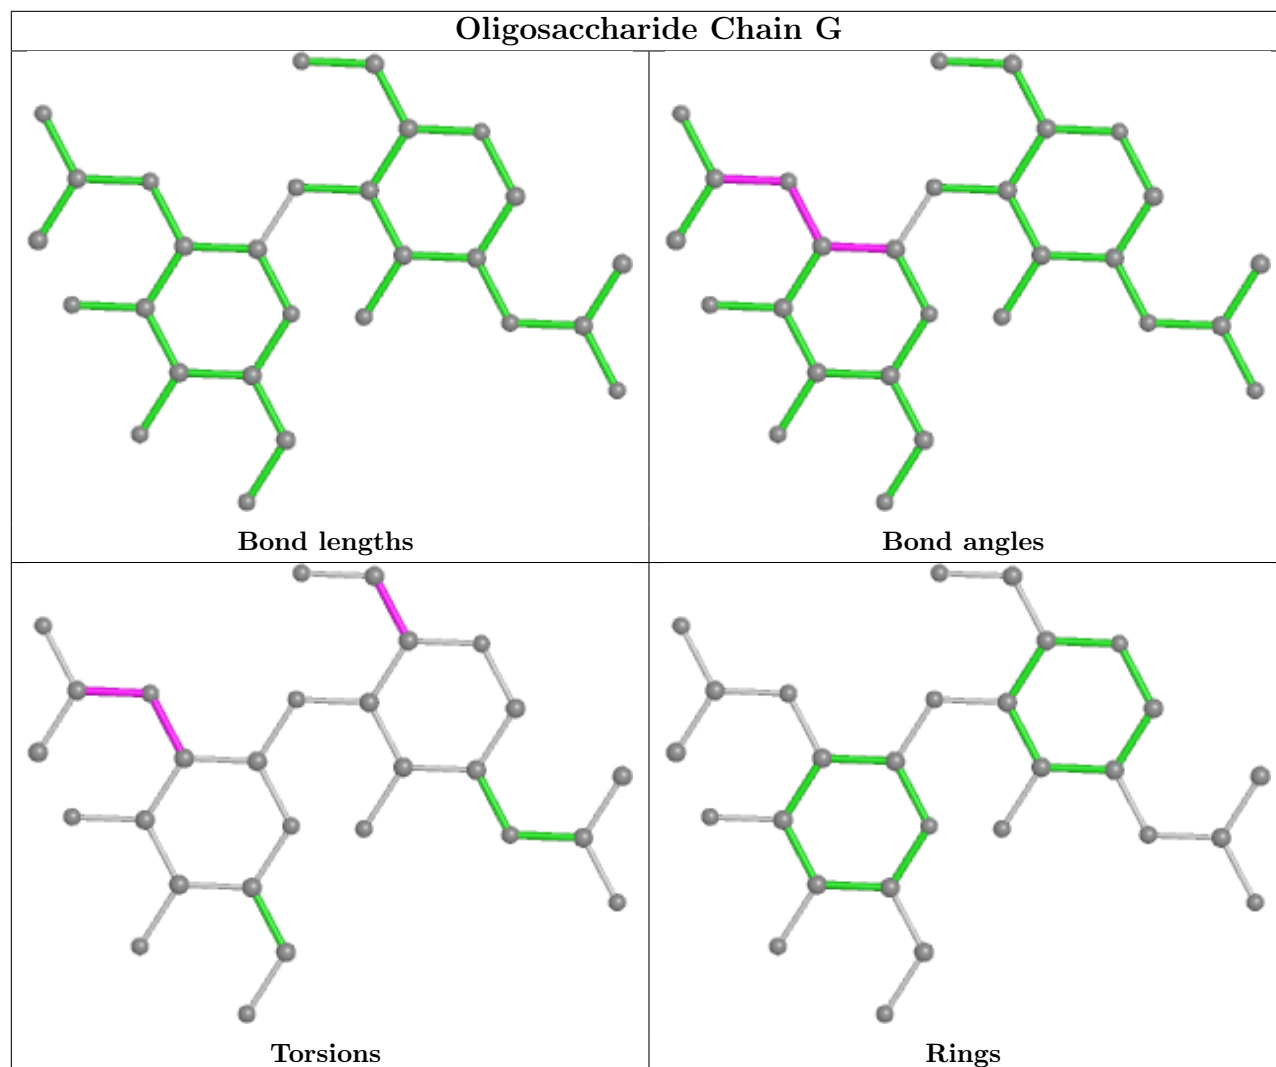 Oligosaccharide Chain G
Bond lengths
Bond angles
Torsions
Rings